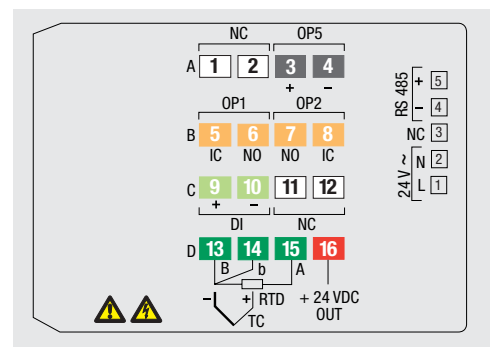 NC OP5
A 1 2 3 4
+ −
OP1 OP2
B 5 6 7 8
IC NO NO IC
C 9 10 11 12
+ −
DI NC
D 13 14 15 16
B b A
− + RTD
TC
+ 24 VDC
OUT
RS 485
+ 5
− 4
NC 3
24V ~
N 2
L 1